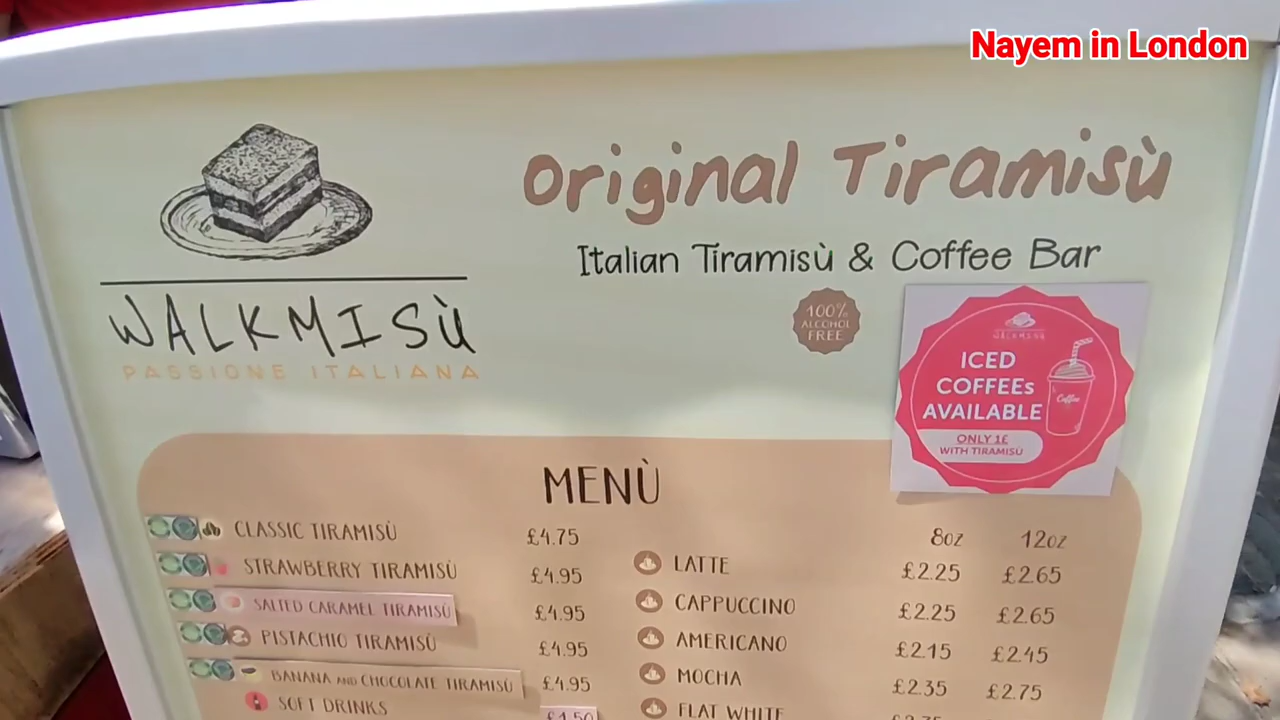 Nayem in London
Original Tiramisù
Italian Tiramisù & Coffee Bar
WALKMISÙ
PASSIONE ITALIANA
100%
ALCOHOL
FREE
WALKMISÙ
ICED
COFFEEs
AVAILABLE
Coffee
ONLY 1£
WITH TIRAMISÙ
MENÙ
CLASSIC TIRAMISÙ £4.75
STRAWBERRY TIRAMISÙ £4.95
SALTED CARAMEL TIRAMISÙ £4.95
PISTACHIO TIRAMISÙ £4.95
BANANA AND CHOCOLATE TIRAMISÙ £4.95
SOFT DRINKS £1.50
8oz 12oz
LATTE £2.25 £2.65
CAPPUCCINO £2.25 £2.65
AMERICANO £2.15 £2.45
MOCHA £2.35 £2.75
FLAT WHITE